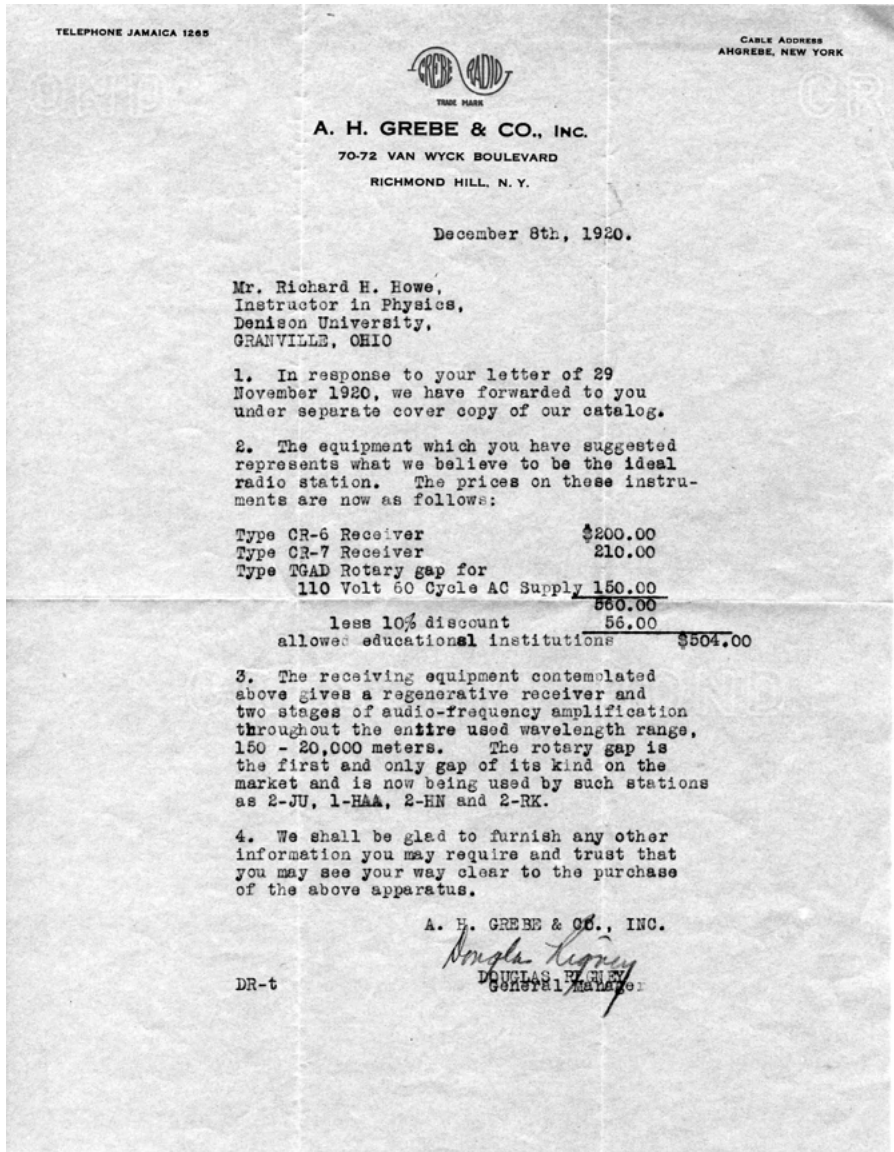 TELEPHONE JAMAICA 1265
CABLE ADDRESS
AHGREBE, NEW YORK
GREBE RADIO
TRADE MARK
A. H. GREBE & CO., INC.
70-72 VAN WYCK BOULEVARD
RICHMOND HILL, N. Y.
December 8th, 1920.
Mr. Richard H. Howe,
Instructor in Physics,
Denison University,
GRANVILLE, OHIO
1. In response to your letter of 29
November 1920, we have forwarded to you
under separate cover copy of our catalog.
2. The equipment which you have suggested
represents what we believe to be the ideal
radio station. The prices on these instru-
ments are now as follows:
Type CR-6 Receiver $200.00
Type CR-7 Receiver 210.00
Type TGAD Rotary gap for
110 Volt 60 Cycle AC Supply 150.00
560.00
less 10% discount 56.00
allowed educational institutions $504.00
3. The receiving equipment contemplated
above gives a regenerative receiver and
two stages of audio-frequency amplification
throughout the entire used wavelength range,
150 - 20,000 meters. The rotary gap is
the first and only gap of its kind on the
market and is now being used by such stations
as 2-JU, 1-HAA, 2-HN and 2-RK.
4. We shall be glad to furnish any other
information you may require and trust that
you may see your way clear to the purchase
of the above apparatus.
A. H. GREBE & CO., INC.
Douglas Rigney
DOUGLAS RIGNEY
DR-t General Manager